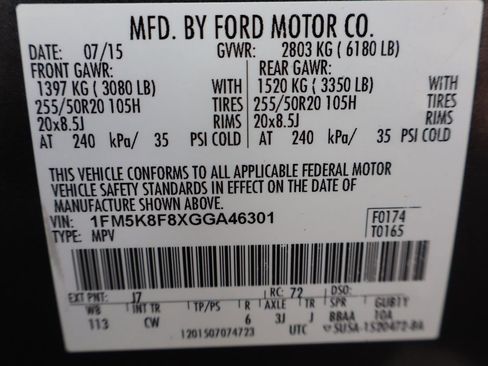 MFD. BY FORD MOTOR CO.
DATE: 07/15 GVWR: 2803 KG ( 6180 LB)
FRONT GAWR: REAR GAWR:
1397 KG ( 3080 LB) WITH 1520 KG ( 3350 LB) WITH
255/50R20 105H TIRES 255/50R20 105H TIRES
20x8.5J RIMS 20x8.5J RIMS
AT 240 kPa/ 35 PSI COLD AT 240 kPa/ 35 PSI COLD
THIS VEHICLE CONFORMS TO ALL APPLICABLE FEDERAL MOTOR
VEHICLE SAFETY STANDARDS IN EFFECT ON THE DATE OF
MANUFACTURE SHOWN ABOVE.
VIN: 1FM5K8F8XGGA46301 F0174
TYPE: MPV T0165
EXT PNT: J7 RC: 72 DSO:
WB INT TR TP/PS R AXLE TR SPR GUB1Y
113 CW 6 3J J BBAA 10A
1201507074723 UTC